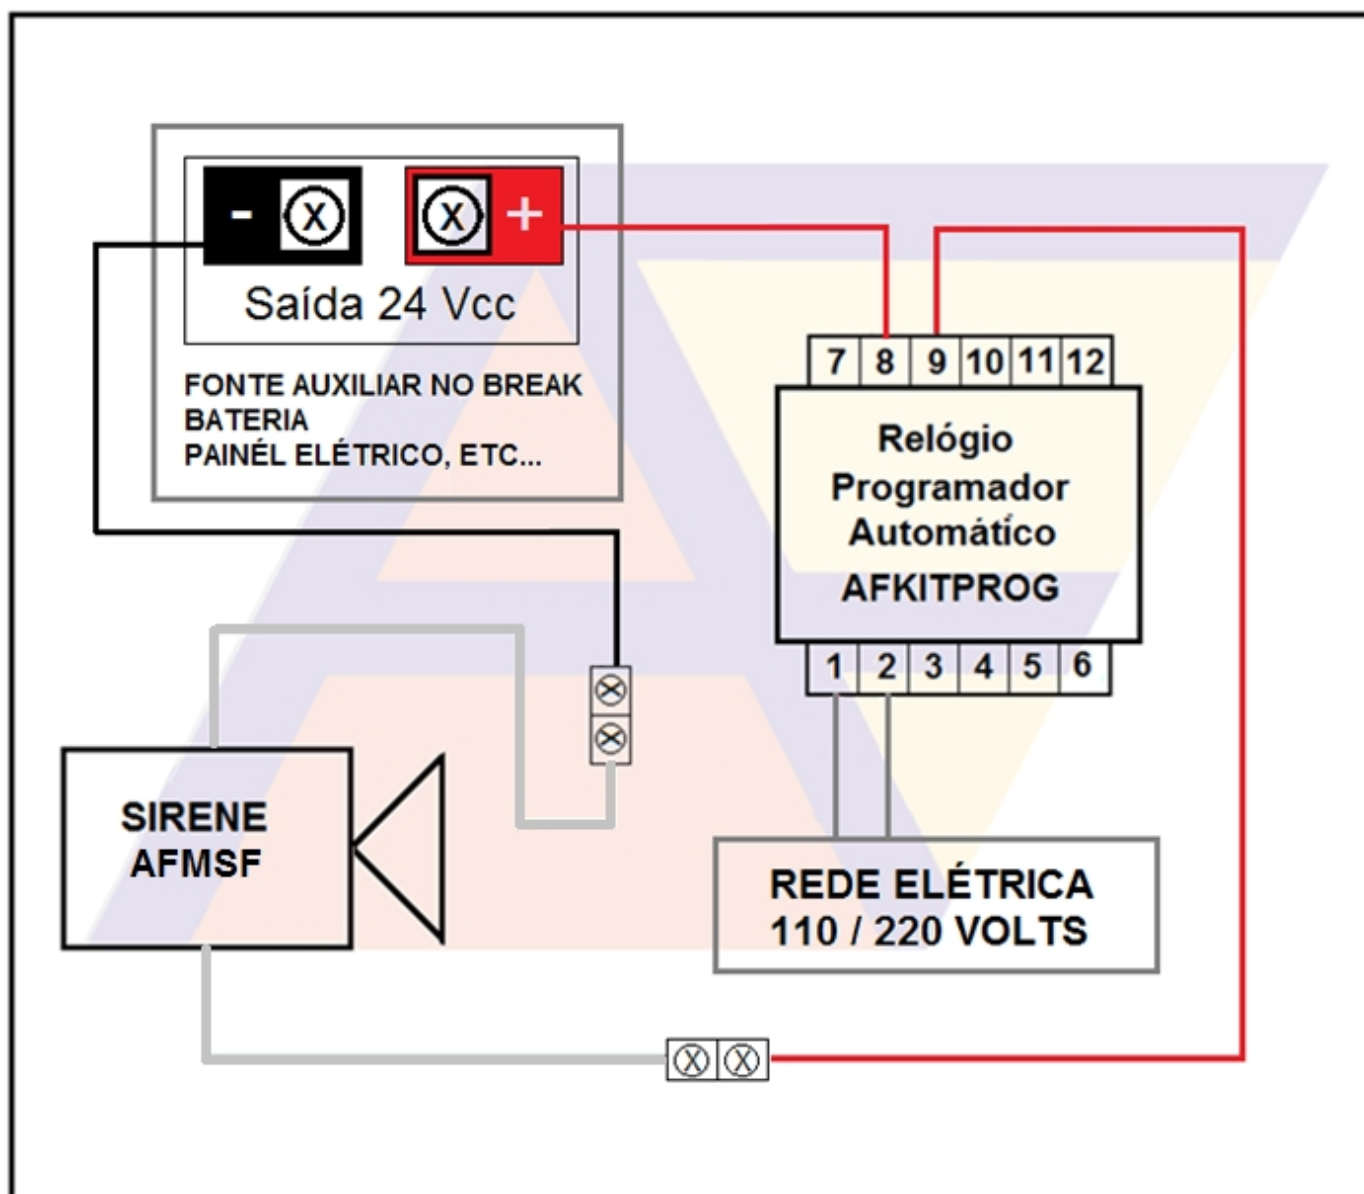 - X X +
Saída 24 Vcc
FONTE AUXILIAR NO BREAK
BATERIA
PAINÉL ELÉTRICO, ETC...
7 8 9 10 11 12
Relógio
Programador
Automátíco
AFKITPROG
1 2 3 4 5 6
SIRENE
AFMSF
REDE ELÉTRICA
110 / 220 VOLTS